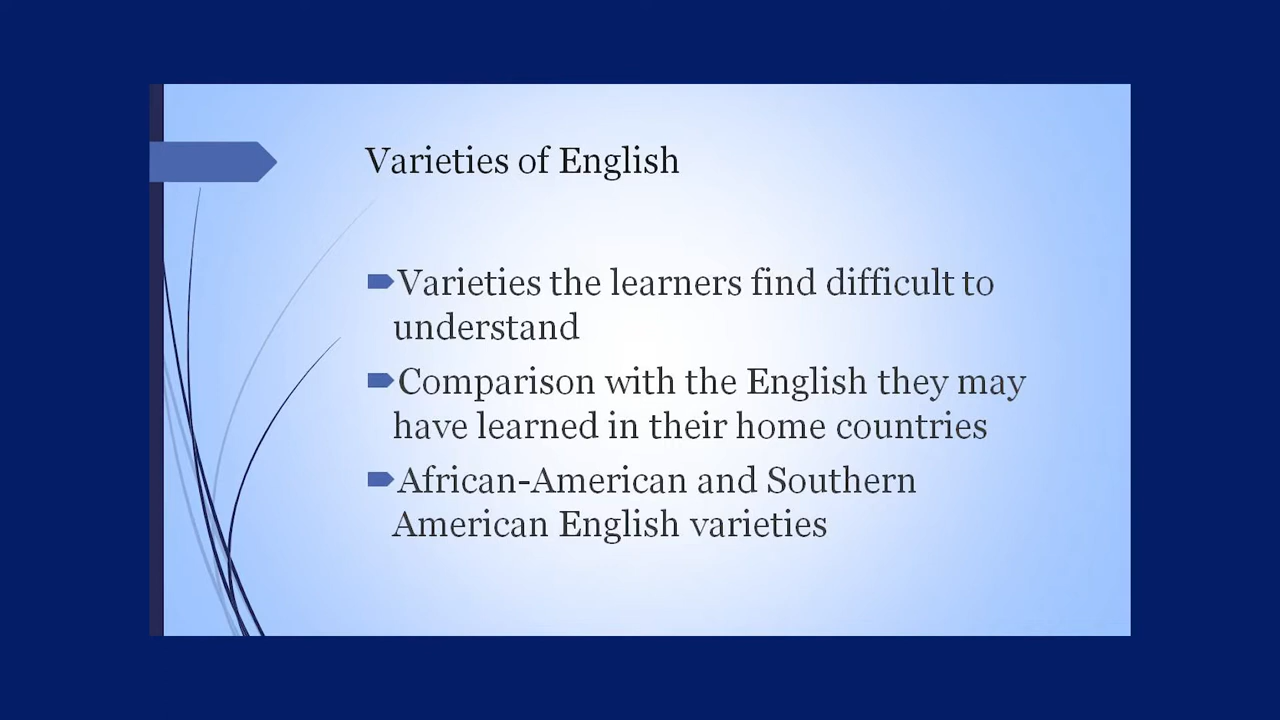 Varieties of English
Varieties the learners find difficult to
understand
Comparison with the English they may
have learned in their home countries
African-American and Southern
American English varieties